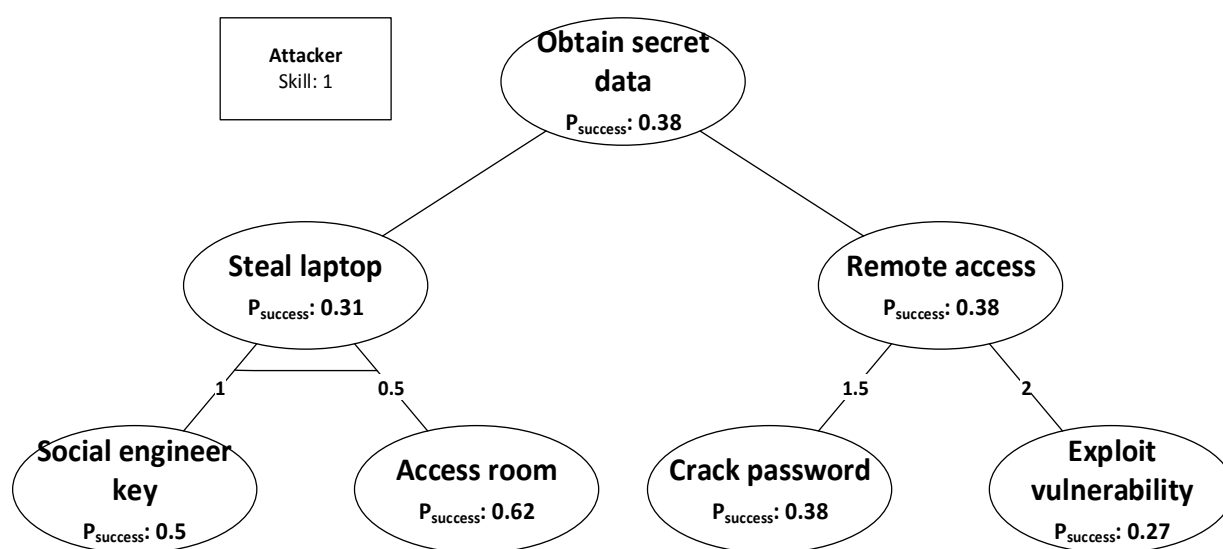 Attacker
Skill: 1
Obtain secret
data
Psuccess: 0.38
Steal laptop
Psuccess: 0.31
Remote access
Psuccess: 0.38
1
0.5
1.5
2
Social engineer
key
Psuccess: 0.5
Access room
Psuccess: 0.62
Crack password
Psuccess: 0.38
Exploit
vulnerability
Psuccess: 0.27